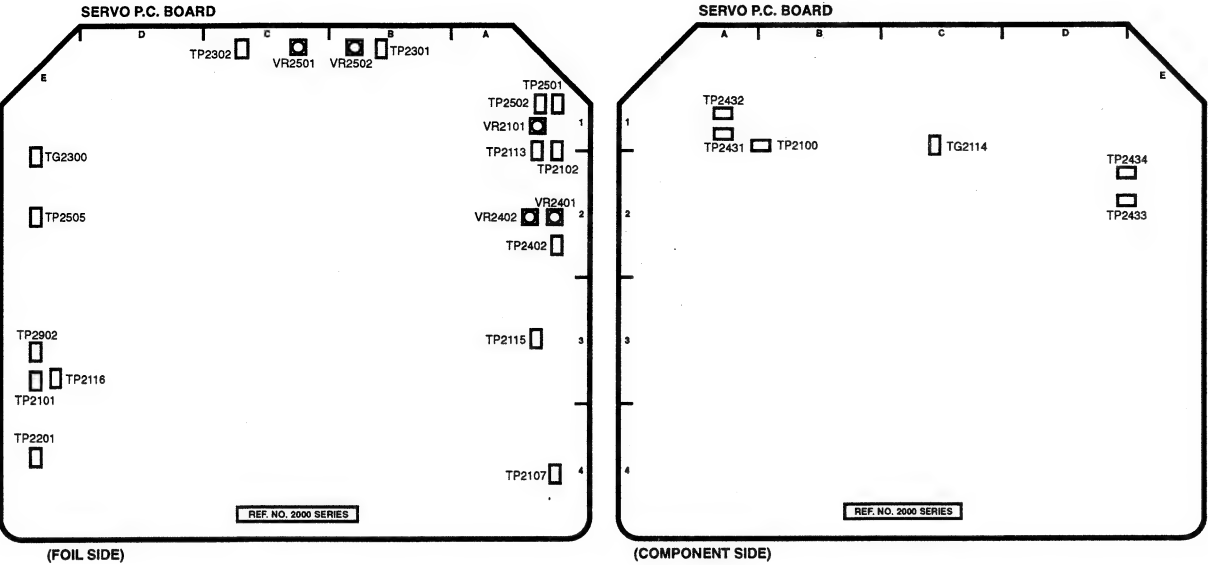 SERVO P.C. BOARD
D
C
B
A
E
TP2302
VR2501
VR2502
TP2301
TP2501
TP2502
VR2101
1
TG2300
TP2113
TP2102
TP2505
VR2401
VR2402
2
TP2402
TP2902
TP2115
3
TP2116
TP2101
TP2201
TP2107
4
REF. NO. 2000 SERIES
(FOIL SIDE)
SERVO P.C. BOARD
A
B
C
D
E
TP2432
1
TP2431
TP2100
TG2114
TP2434
2
TP2433
3
4
REF. NO. 2000 SERIES
(COMPONENT SIDE)